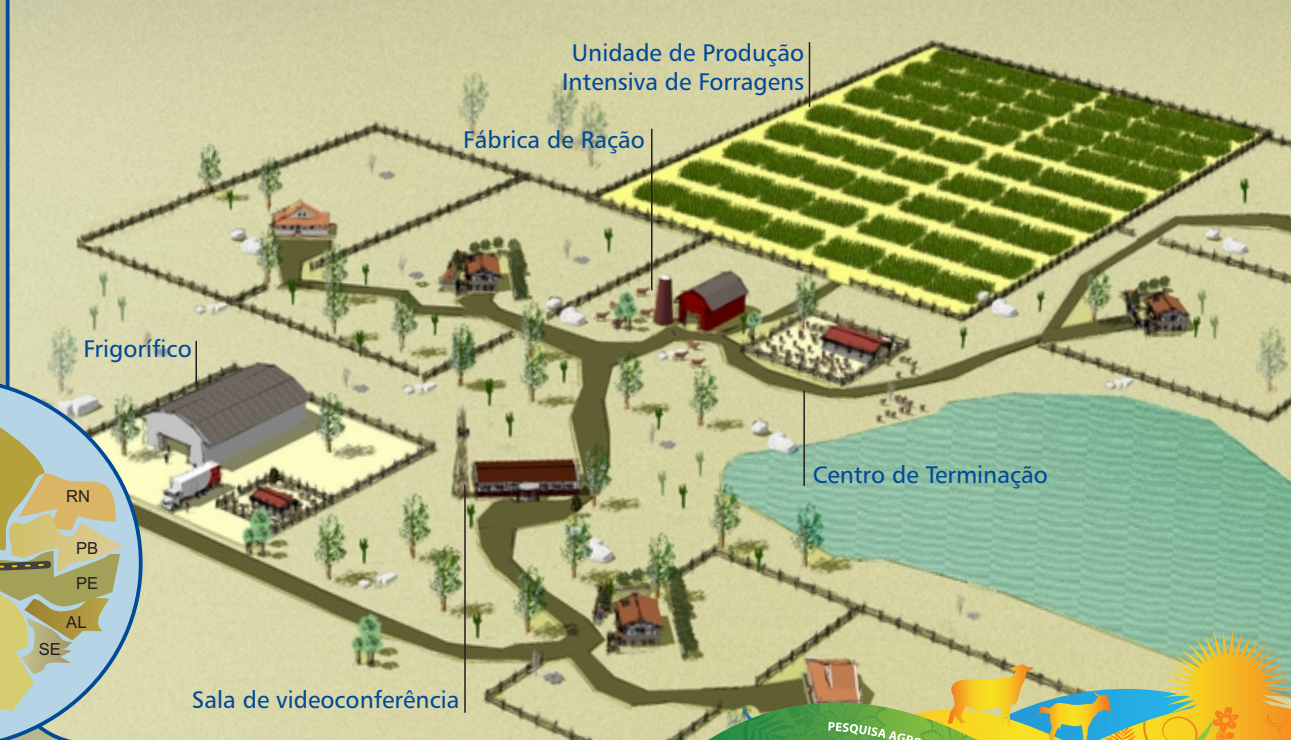 Unidade de Produção
Intensiva de Forragens
Fábrica de Ração
Frigorífico
Centro de Terminação
RN
PB
PE
AL
SE
Sala de videoconferência
PESQUISA